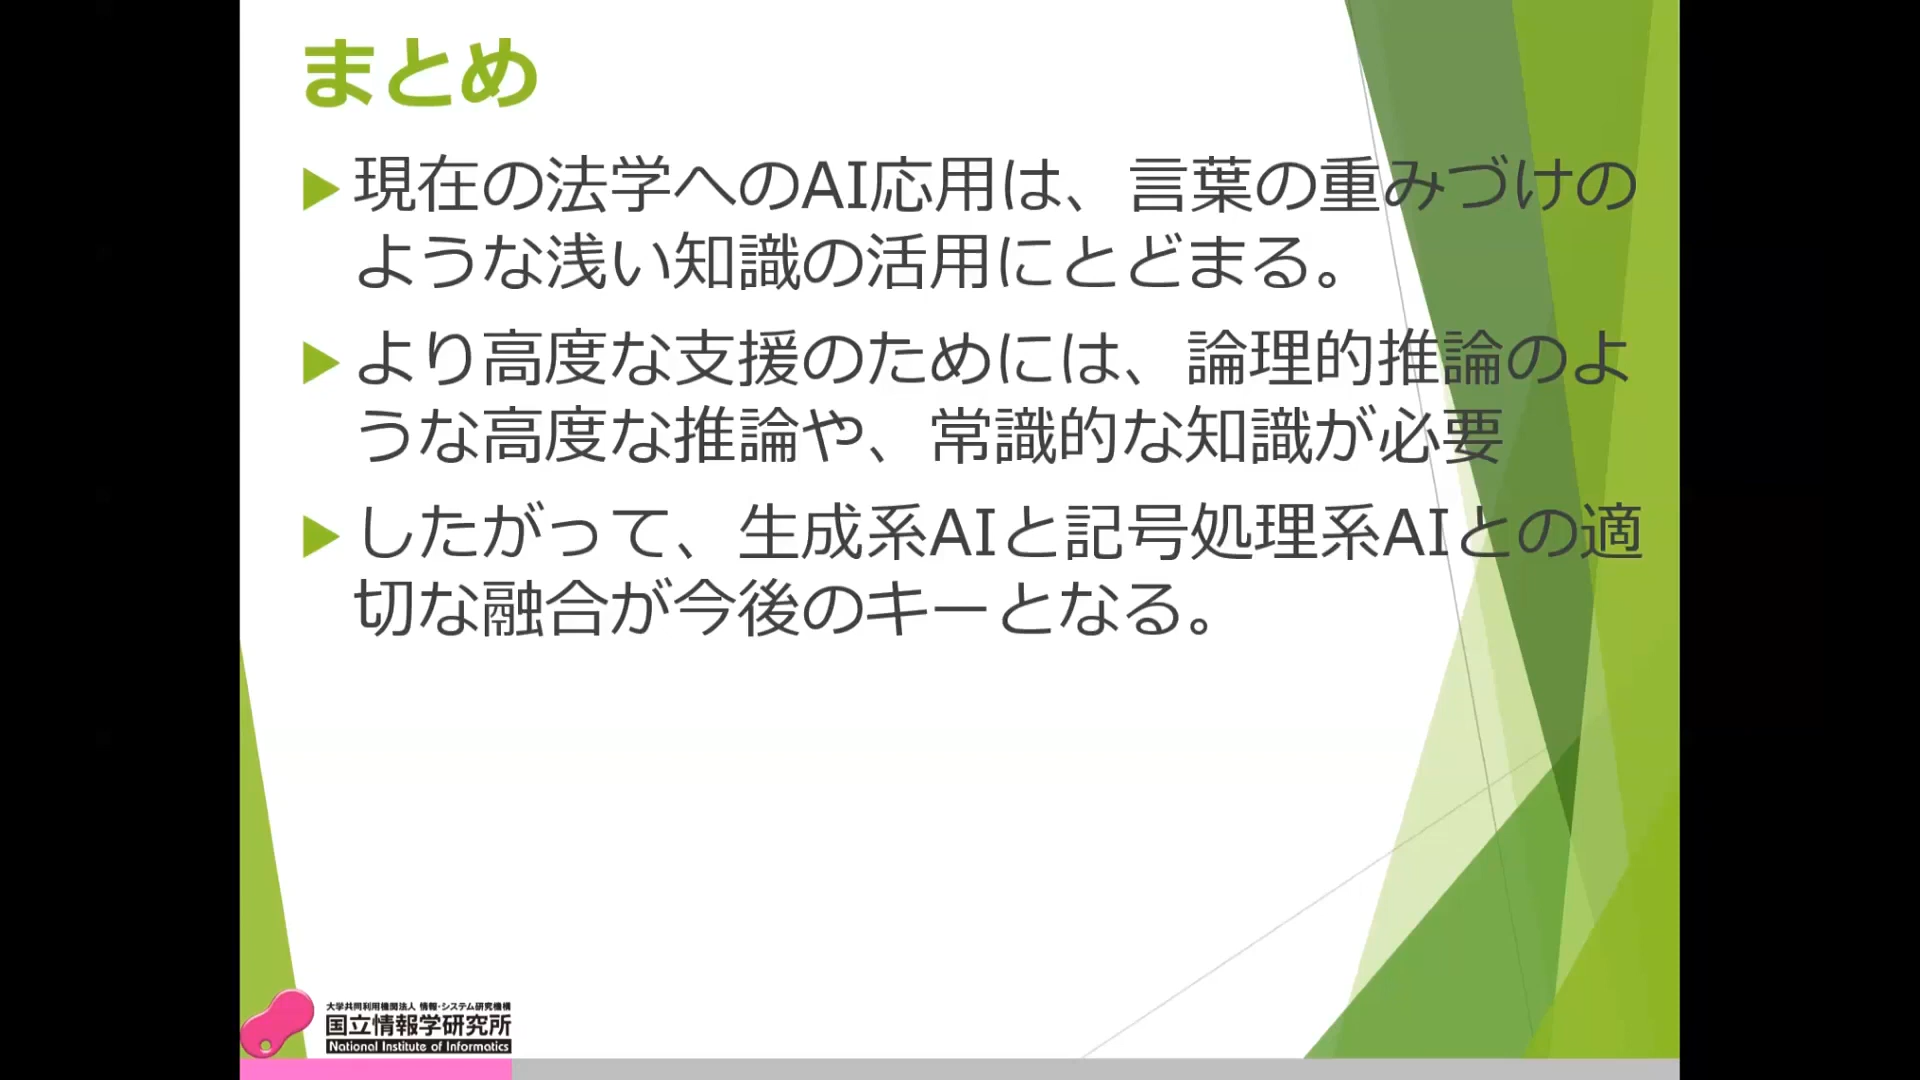 まとめ
現在の法学へのAI応用は、言葉の重みづけの
ような浅い知識の活用にとどまる。
より高度な支援のためには、論理的推論のよ
うな高度な推論や、常識的な知識が必要
したがって、生成系AIと記号処理系AIとの適
切な融合が今後のキーとなる。
大学共同利用機関法人 情報・システム研究機構
国立情報学研究所
National Institute of Informatics